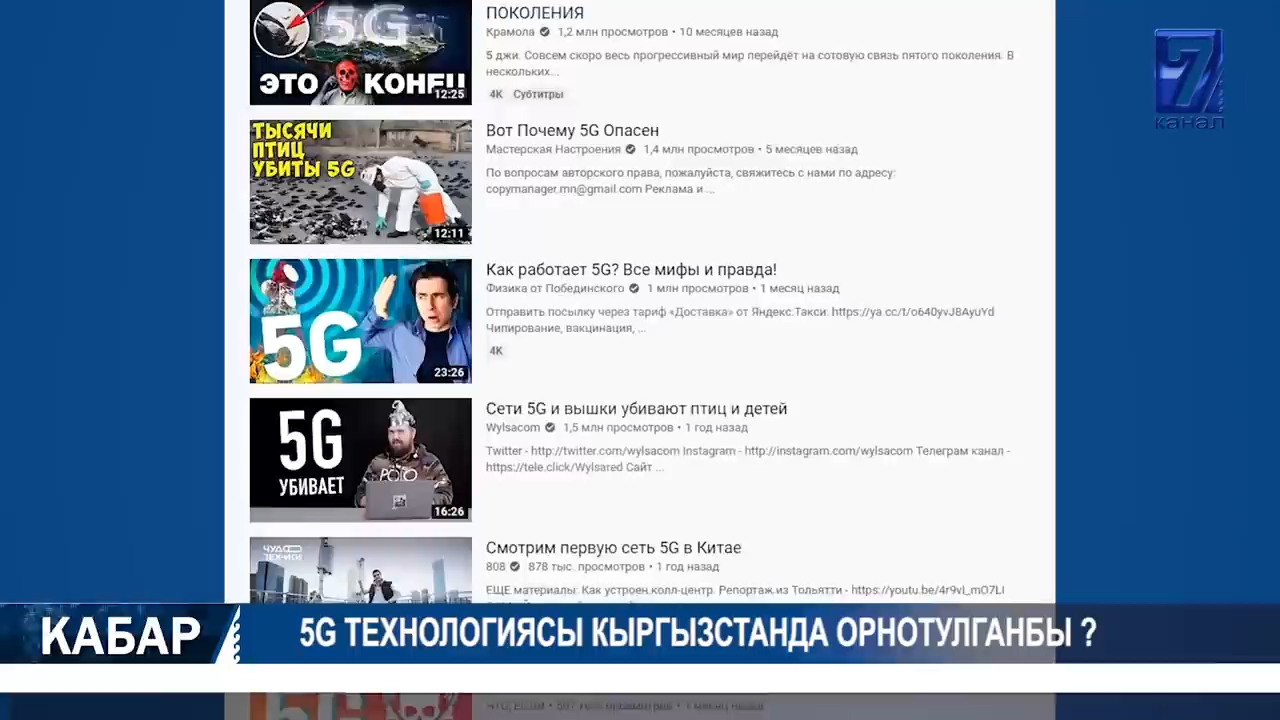 5G
ПОКОЛЕНИЯ
Крамола 1,2 млн просмотров • 10 месяцев назад
5 джи. Совсем скоро весь прогрессивный мир перейдёт на сотовую связь пятого поколения. В
нескольких...
ЭТО КОНЕЦ
12:25
4K Субтитры
7
канал
ТЫСЯЧИ
ПТИЦ
УБИТЫ 5G
12:11
Вот Почему 5G Опасен
Мастерская Настроения 1,4 млн просмотров • 5 месяцев назад
По вопросам авторского права, пожалуйста, свяжитесь с нами по адресу:
copymanager.mn@gmail.com Реклама и ...
5G
23:26
Как работает 5G? Все мифы и правда!
Физика от Побединского 1 млн просмотров • 1 месяц назад
Отправить посылку через тариф «Доставка» от Яндекс.Такси: https://ya.cc/t/o640yvJ8AyuYd
Чипирование, вакцинация, ...
4K
5G
УБИВАЕТ
16:26
Сети 5G и вышки убивают птиц и детей
Wylsacom 1,5 млн просмотров • 1 год назад
Twitter - http://twitter.com/wylsacom Instagram - http://instagram.com/wylsacom Телеграм канал -
https://tele.click/Wylsared Сайт ...
ЧУДО
ТЕХНИКИ
Смотрим первую сеть 5G в Китае
808 878 тыс. просмотров • 1 год назад
ЕЩЕ материалы: Как устроен колл-центр. Репортаж из Тольятти - https://youtu.be/4r9vl_mO7LI
КАБАР
5G ТЕХНОЛОГИЯСЫ КЫРГЫЗСТАНДА ОРНОТУЛГАНБЫ ?
5G